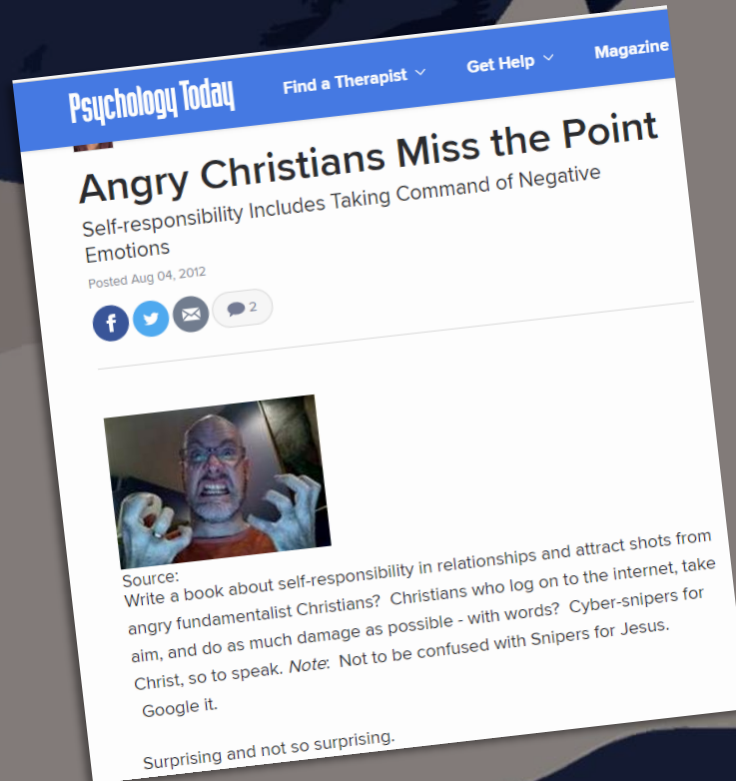 Psychology Today
Find a Therapist
Get Help
Magazine
Angry Christians Miss the Point
Self-responsibility Includes Taking Command of Negative
Emotions
Posted Aug 04, 2012
2
Source:
Write a book about self-responsibility in relationships and attract shots from
angry fundamentalist Christians?  Christians who log on to the internet, take
aim, and do as much damage as possible - with words?  Cyber-snipers for
Christ, so to speak. Note:  Not to be confused with Snipers for Jesus.
Google it.
Surprising and not so surprising.